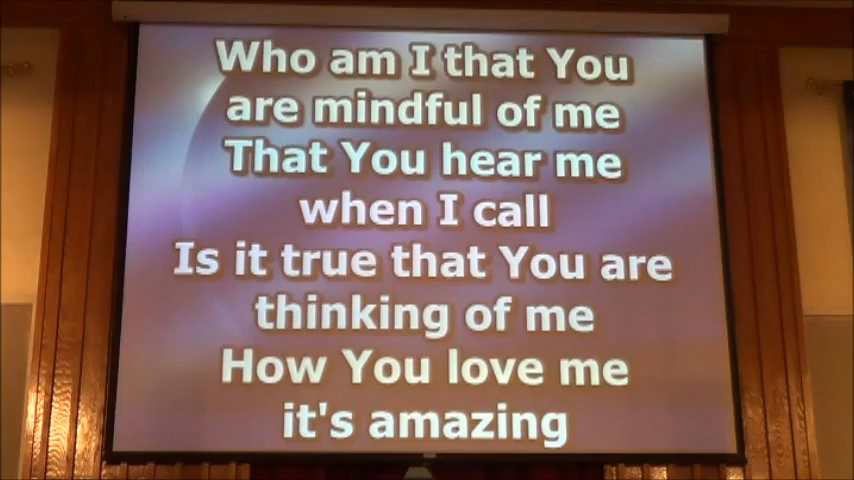 Who am I that You
are mindful of me
That You hear me
when I call
Is it true that You are
thinking of me
How You love me
it's amazing